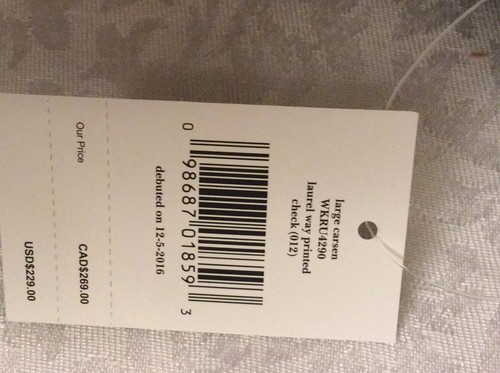 large carsen
WKRU4290
laurel way printed
check (012)
0 98687 01859 3
debuted on 12-5-2016
Our Price
CAD$269.00
USD$229.00